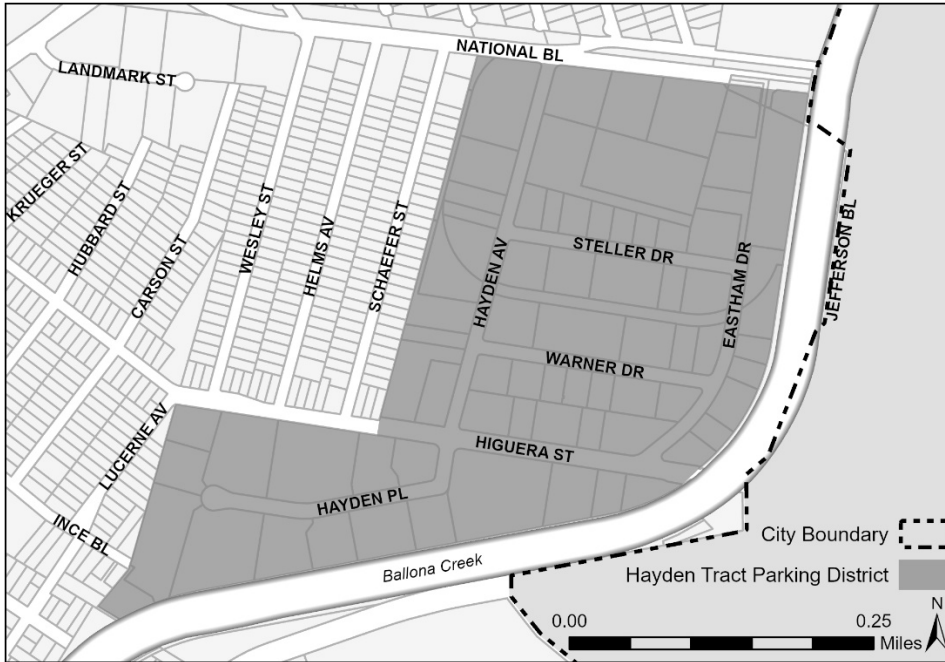 NATIONAL BL
LANDMARK ST
KRUEGER ST
HUBBARD ST
CARSON ST
WESLEY ST
HELMS AV
SCHAEFER ST
HAYDEN AV
STELLER DR
EASTHAM DR
JEFFERSON BL
WARNER DR
LUCERNE AV
HIGUERA ST
HAYDEN PL
INCE BL
Ballona Creek
City Boundary
Hayden Tract Parking District
0.00 0.25
Miles
N